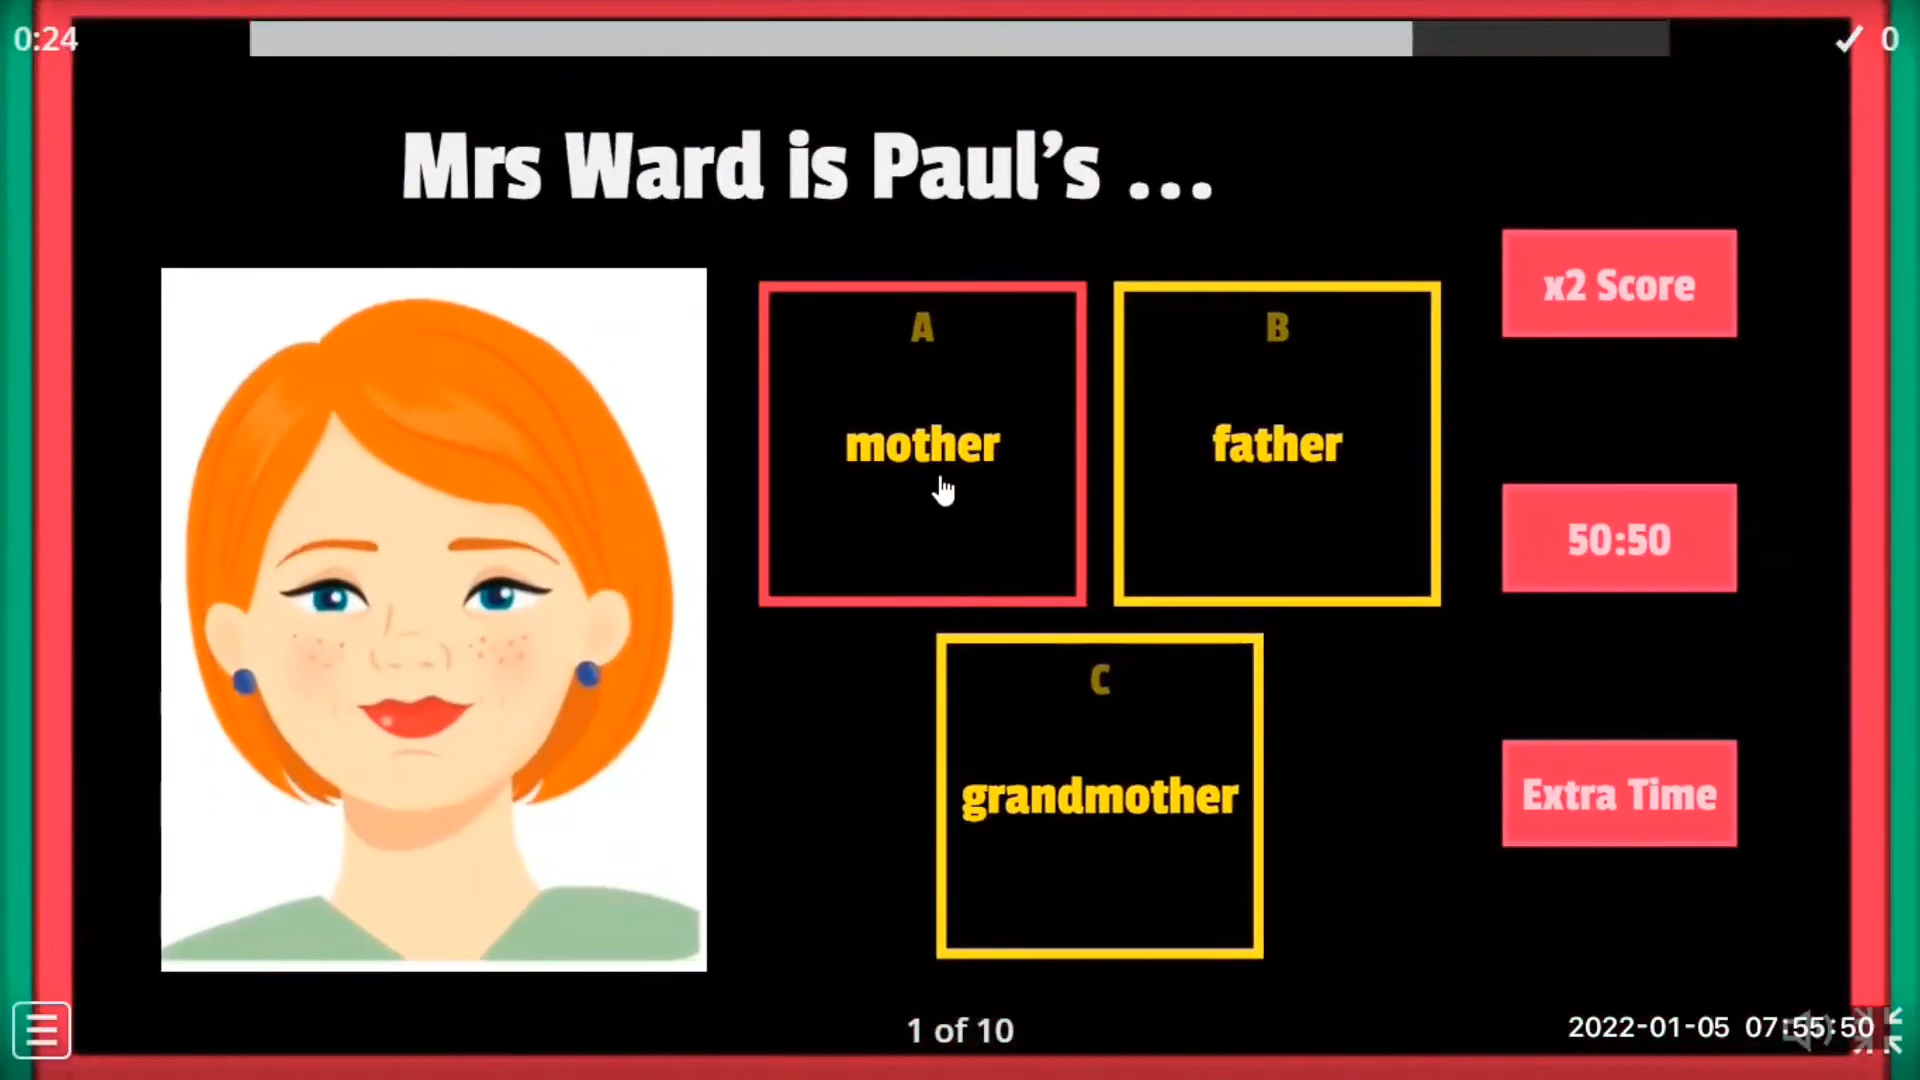 0:24
0
Mrs Ward is Paul's ...
x2 Score
A
B
mother
father
50:50
C
grandmother
Extra Time
1 of 10
2022-01-05 07:55:50